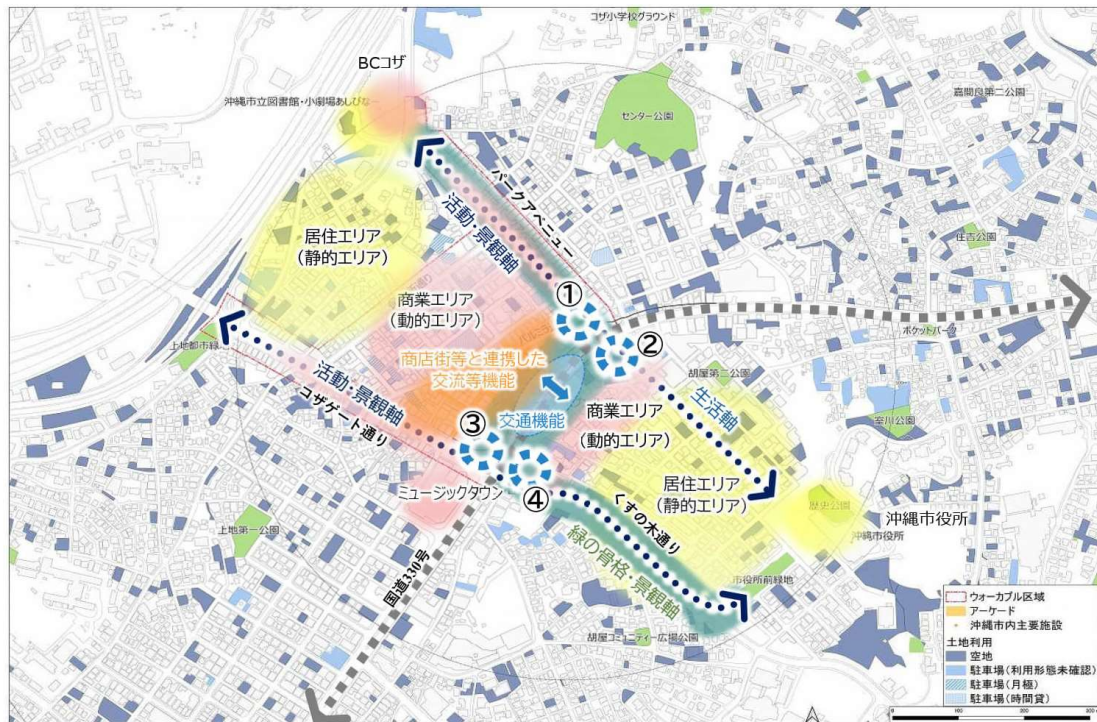 コザ小学校グラウンド
BCコザ
沖縄市立図書館・小劇場あしびなー
嘉間良第二公園
センター公園
パークアベニュー
活動・景観軸
居住エリア
(静的エリア)
住吉公園
商業エリア
(動的エリア)
①
②
ポケットパーク
上地都市緑
商店街等と連携した
交流等機能
胡屋第二公園
生活軸
活動・景観軸
コザゲート通り
交通機能
商業エリア
(動的エリア)
室川公園
③
④
ミュージックタウン
居住エリア
(静的エリア)
歴史公園
沖縄市役所
沖縄市役所
くすの木通り
上地第一公園
緑の骨格・景観軸
国道330号
市役所前緑地
胡屋コミュニティー広場公園
ウォーカブル区域
アーケード
沖縄市内主要施設
土地利用
空地
駐車場(利用形態未確認)
駐車場(月極)
駐車場(時間貸)
0 100 200 300